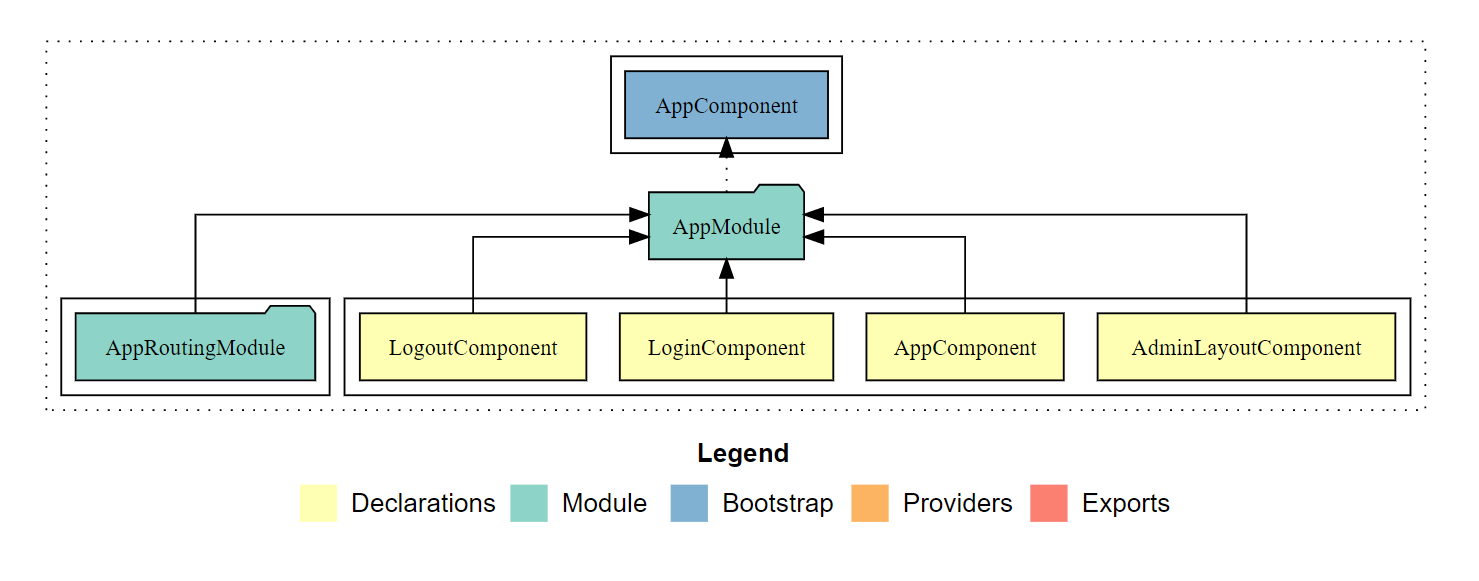 AppComponent
AppModule
AppRoutingModule
LogoutComponent
LoginComponent
AppComponent
AdminLayoutComponent
Legend
Declarations
Module
Bootstrap
Providers
Exports